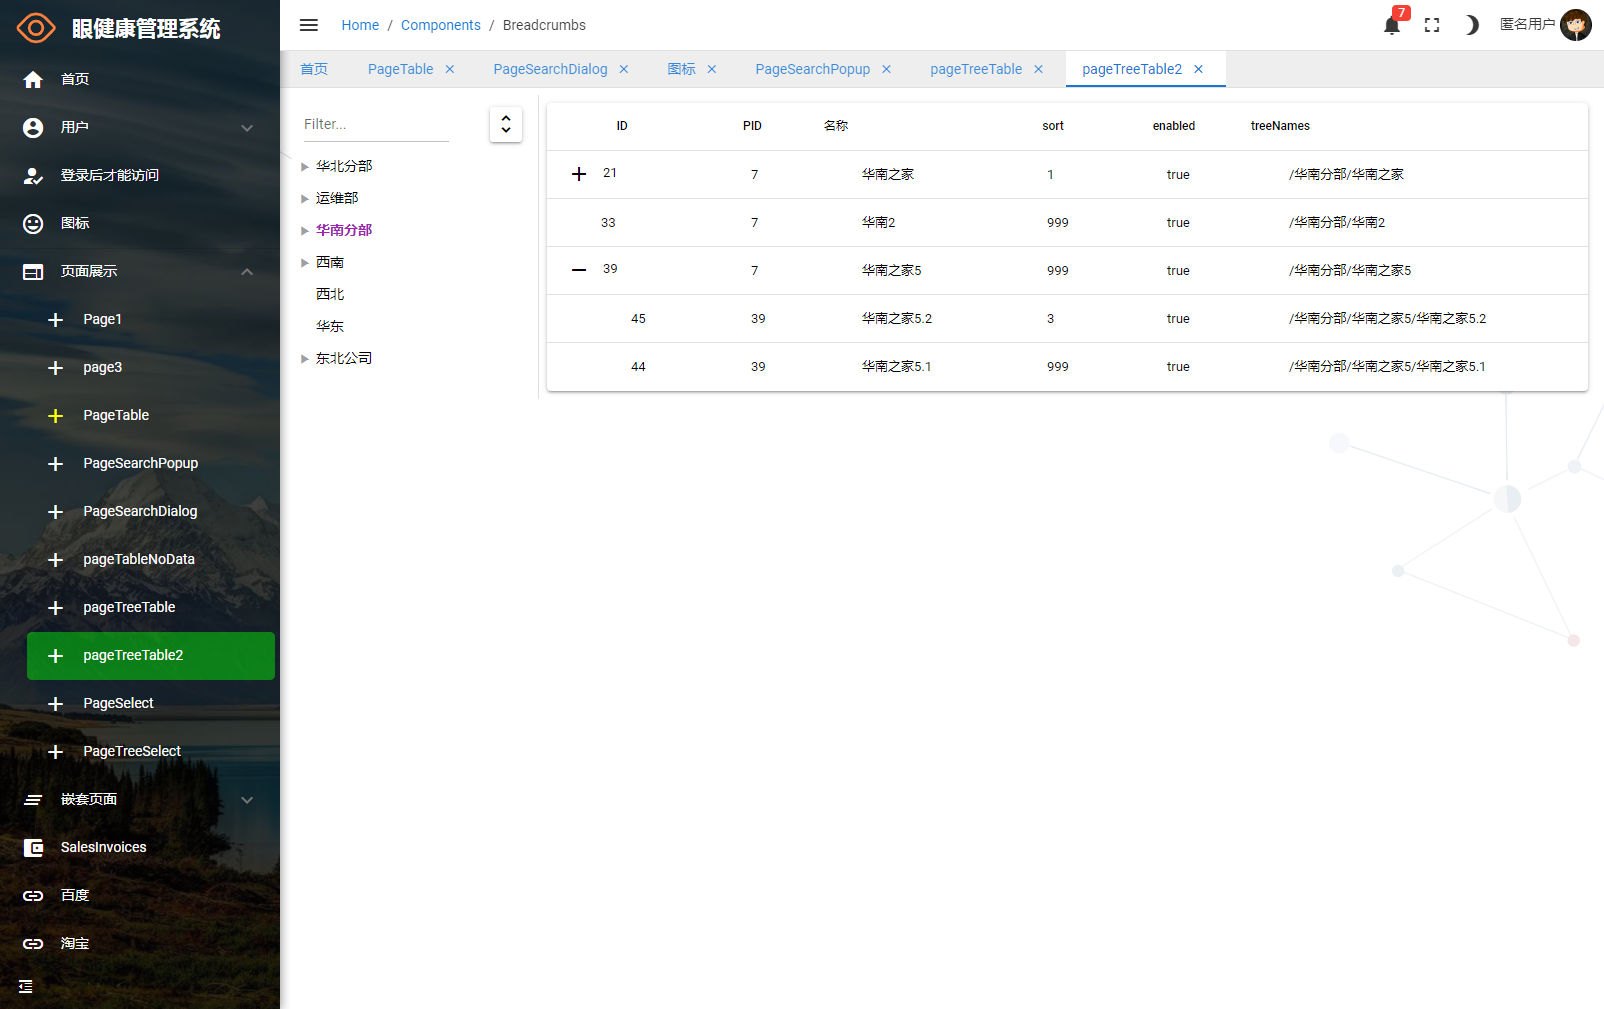 眼健康管理系统
首页
用户
登录后才能访问
图标
页面展示
Page1
page3
PageTable
PageSearchPopup
PageSearchDialog
pageTableNoData
pageTreeTable
pageTreeTable2
PageSelect
PageTreeSelect
嵌套页面
SalesInvoices
百度
淘宝
Home / Components / Breadcrumbs
7
匿名用户
首页 PageTable PageSearchDialog 图标 PageSearchPopup pageTreeTable pageTreeTable2
Filter...
华北分部
运维部
华南分部
西南
西北
华东
东北公司
ID PID 名称 sort enabled treeNames
21 7 华南之家 1 true /华南分部/华南之家
33 7 华南2 999 true /华南分部/华南2
39 7 华南之家5 999 true /华南分部/华南之家5
45 39 华南之家5.2 3 true /华南分部/华南之家5/华南之家5.2
44 39 华南之家5.1 999 true /华南分部/华南之家5/华南之家5.1